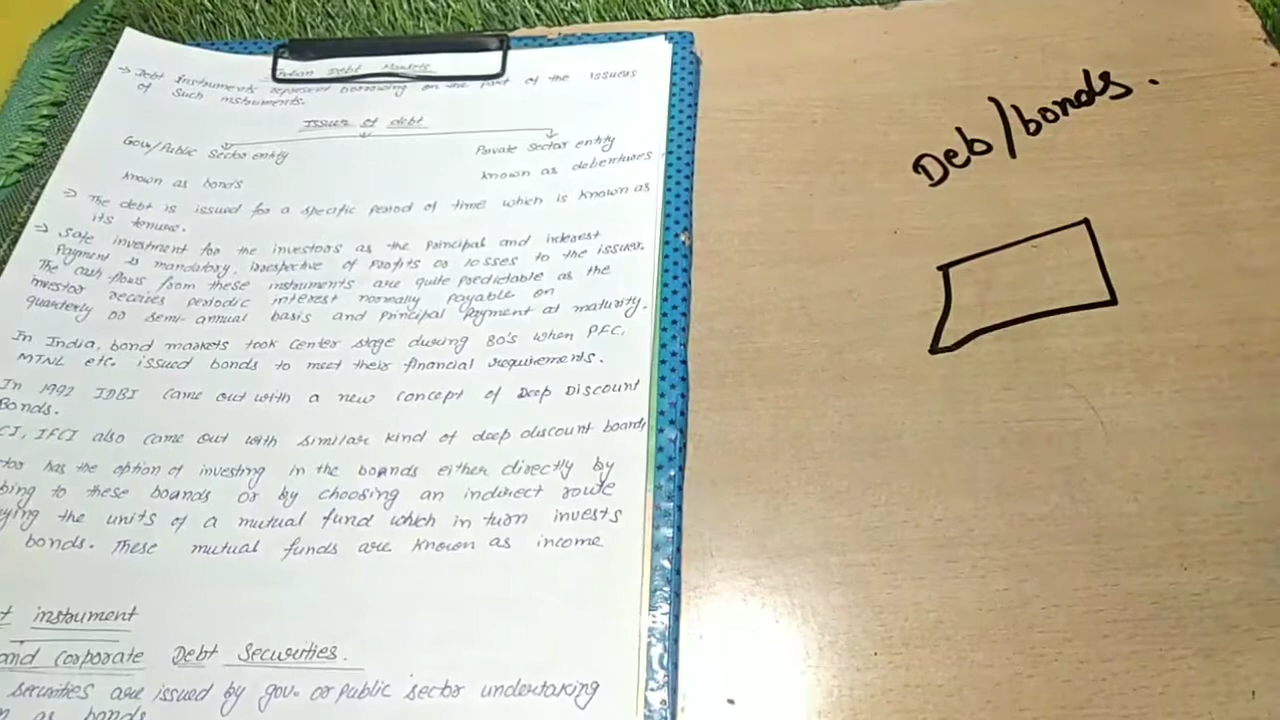 Indian Debt Markets
→ Debt Instruments represent borrowing on the part of the issuers
of Such instruments.
Issuer of debt
Gov./Public Sector entity
Private Sector entity
Known as bonds
Known as debentures.
→ The debt is issued for a specific period of time which is known as
its tenure.
→ Safe investment for the investors as the principal and interest
Payment is mandatory, irrespective of Profits or losses to the issuer.
The cash flows from these instruments are quite predictable as the
investor receives periodic interest normally payable on
quarterly or semi-annual basis and Principal Payment at maturity.
In India, bond markets took center stage during 80's when PFC,
MTNL etc. issued bonds to meet their financial requirements.
In 1992 IDBI came out with a new concept of Deep Discount
Bonds.
CI, IFCI also came out with similar kind of deep discount boands
tor has the option of investing in the boands either directly by
bing to these boands or by choosing an indirect route
ying the units of a mutual fund which in turn invests
bonds. These mutual funds are known as income
t instrument
and Corporate Debt Securities.
securities are issued by gov. or public sector undertaking
as bonds
Deb/bonds.